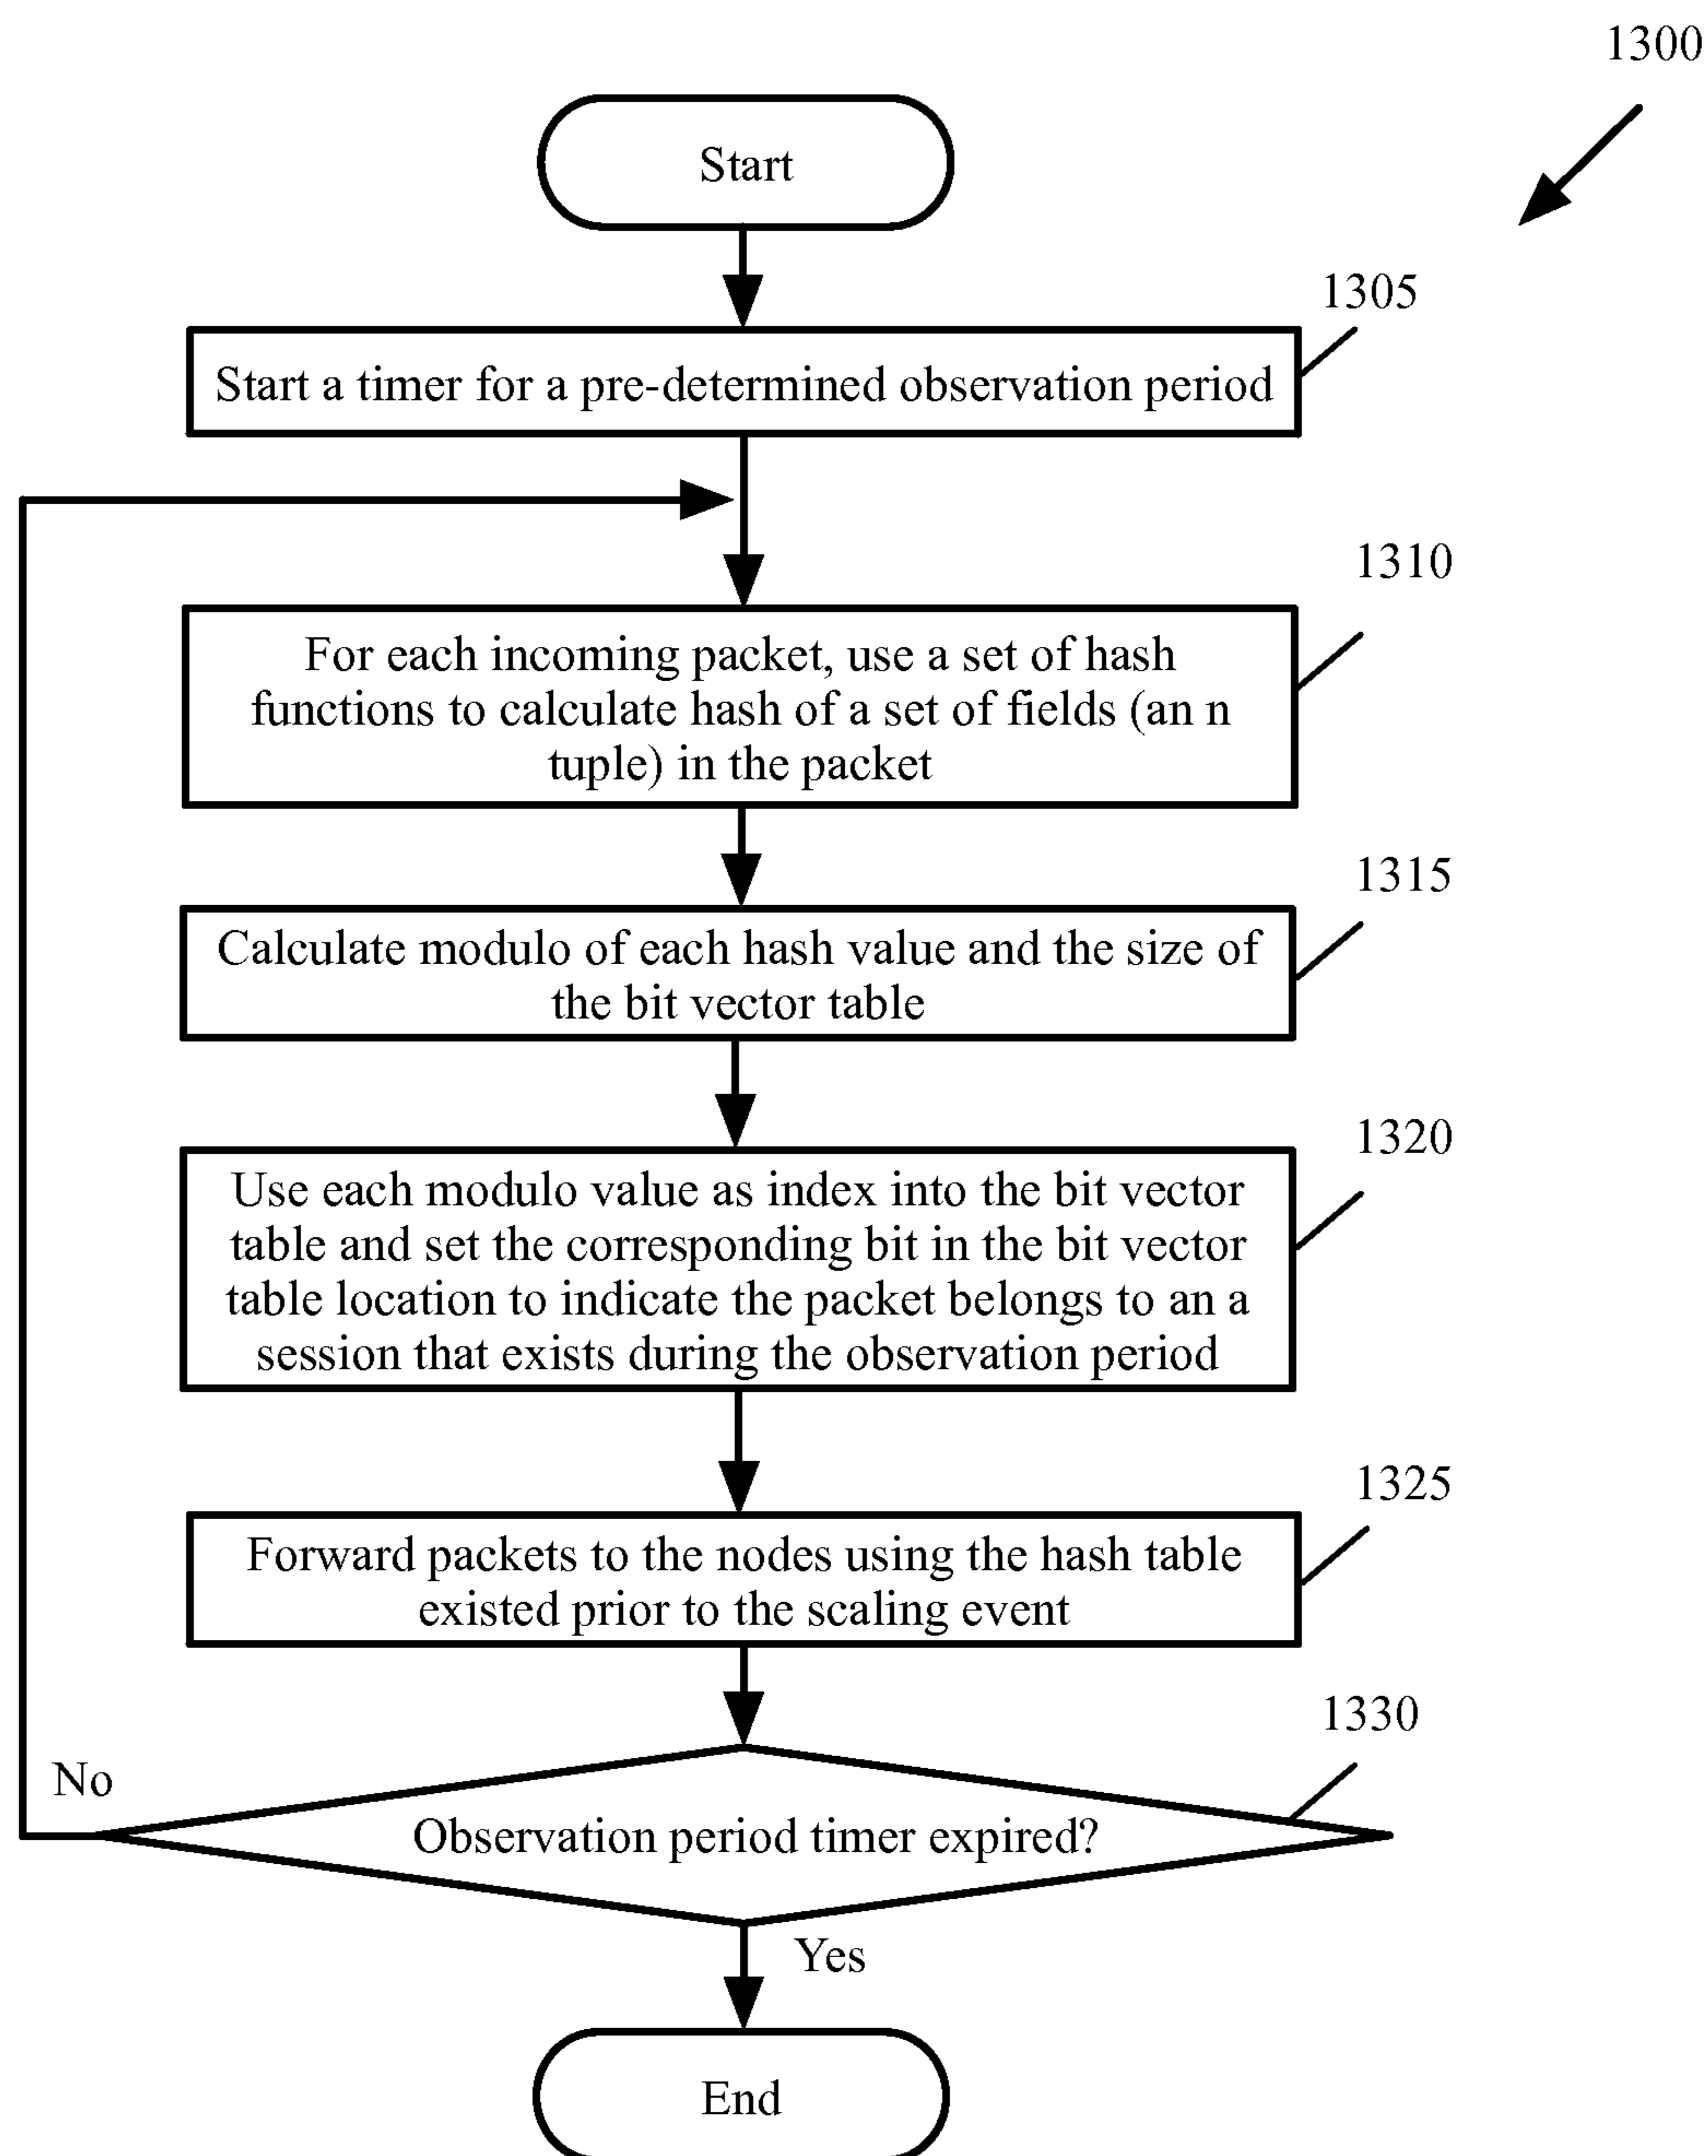 1300
Start
1305
Start a timer for a pre-determined observation period
1310
For each incoming packet, use a set of hash
functions to calculate hash of a set of fields (an n
tuple) in the packet
1315
Calculate modulo of each hash value and the size of
the bit vector table
1320
Use each modulo value as index into the bit vector
table and set the corresponding bit in the bit vector
table location to indicate the packet belongs to an a
session that exists during the observation period
1325
Forward packets to the nodes using the hash table
existed prior to the scaling event
1330
No
Observation period timer expired?
Yes
End